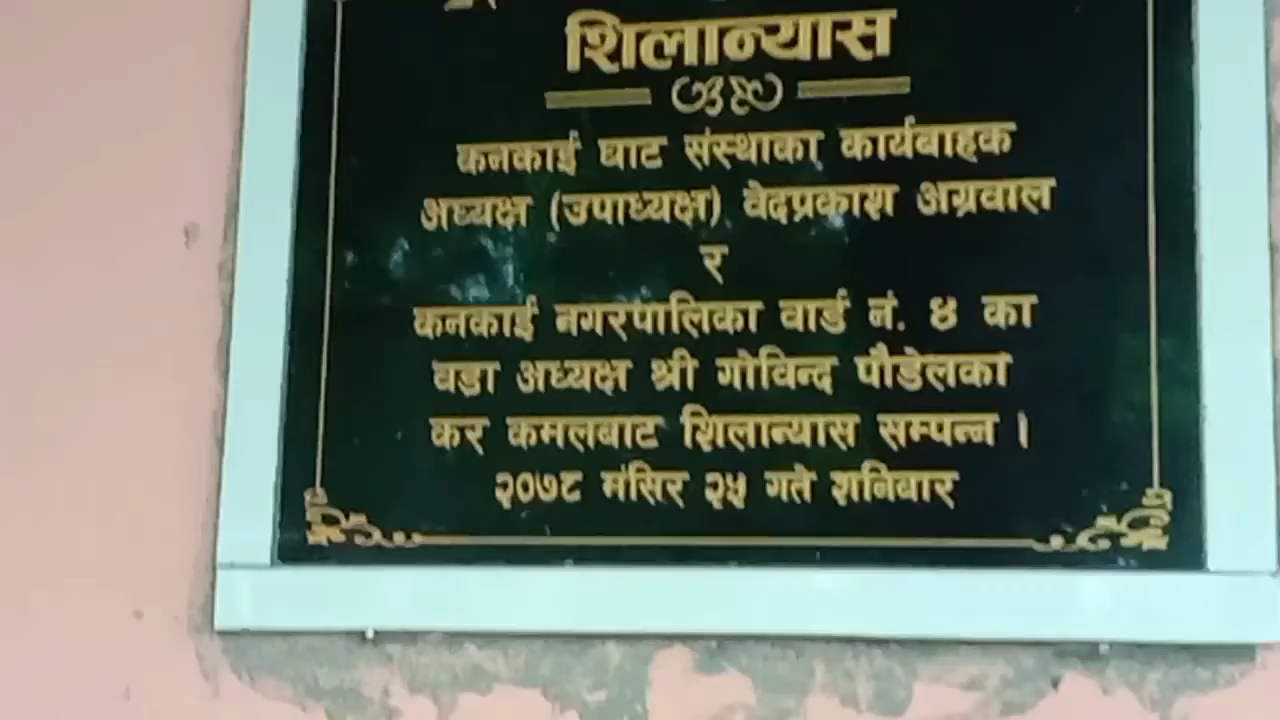 शिलान्यास
कनकाई घाट संस्थाका कार्यबाहक
अध्यक्ष (उपाध्यक्ष) वेदप्रकाश अग्रवाल
र
कनकाई नगरपालिका वार्ड नं. ४ का
वडा अध्यक्ष श्री गोविन्द पौडेलका
कर कमलबाट शिलान्यास सम्पन्न ।
२०७८ मंसिर २५ गते शनिवार